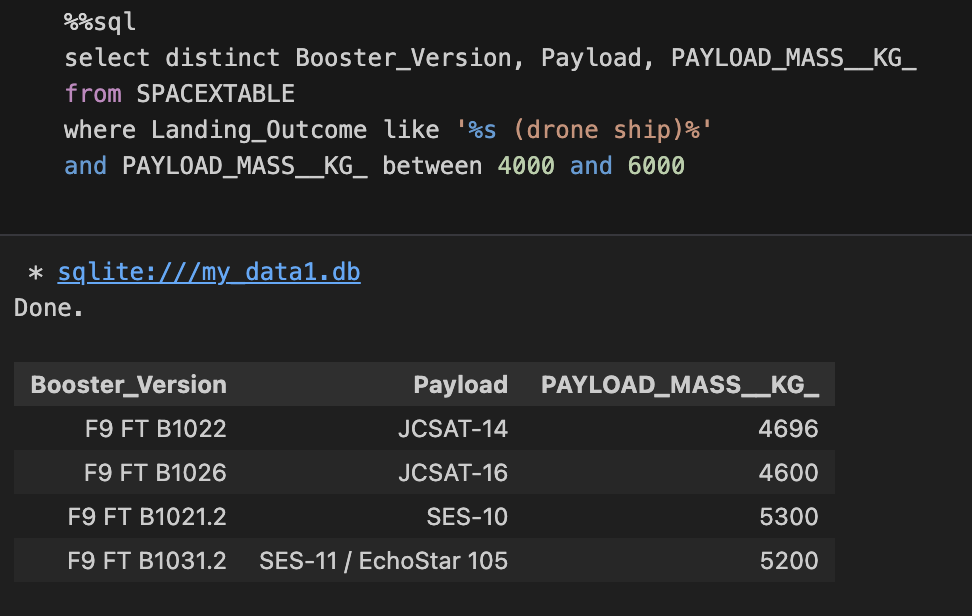 %%sql
select distinct Booster_Version, Payload, PAYLOAD_MASS__KG_
from SPACEXTABLE
where Landing_Outcome like '%s (drone ship)%'
and PAYLOAD_MASS__KG_ between 4000 and 6000
* sqlite:///my_data1.db
Done.
Booster_Version Payload PAYLOAD_MASS__KG_
F9 FT B1022 JCSAT-14 4696
F9 FT B1026 JCSAT-16 4600
F9 FT B1021.2 SES-10 5300
F9 FT B1031.2 SES-11 / EchoStar 105 5200